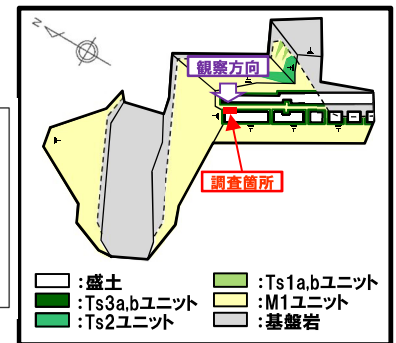 N
観察方向
調査箇所
:盛土
:Ts3a,bユニット
:Ts2ユニット
:Ts1a,bユニット
:M1ユニット
:基盤岩